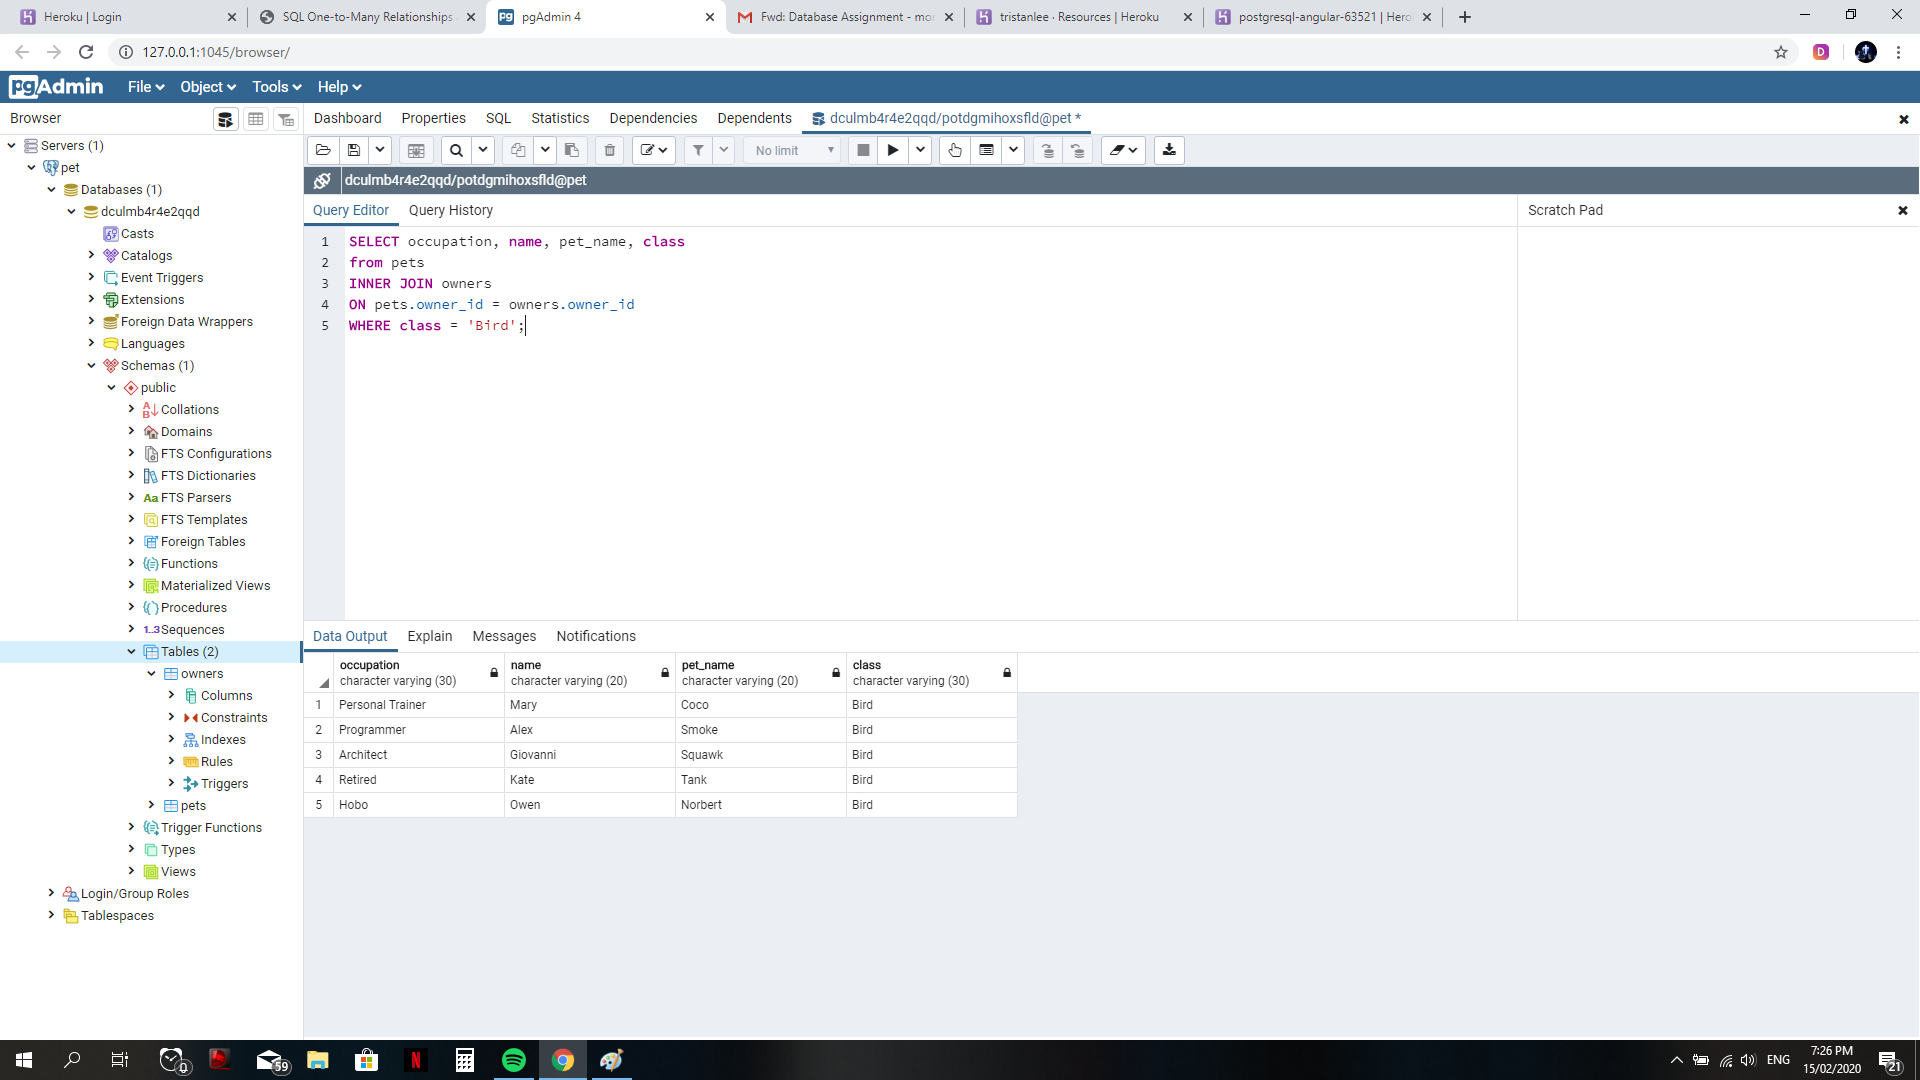 Heroku | Login
SQL One-to-Many Relationships
pgAdmin 4
Fwd: Database Assignment - mor
tristanlee · Resources | Heroku
postgresql-angular-63521 | Hero
127.0.0.1:1045/browser/
D
pgAdmin
File
Object
Tools
Help
Browser
Dashboard
Properties
SQL
Statistics
Dependencies
Dependents
dculmb4r4e2qqd/potdgmihoxsfld@pet *
No limit
dculmb4r4e2qqd/potdgmihoxsfld@pet
Query Editor
Query History
Scratch Pad
1 SELECT occupation, name, pet_name, class
2 from pets
3 INNER JOIN owners
4 ON pets.owner_id = owners.owner_id
5 WHERE class = 'Bird';
Servers (1)
pet
Databases (1)
dculmb4r4e2qqd
Casts
Catalogs
Event Triggers
Extensions
Foreign Data Wrappers
Languages
Schemas (1)
public
Collations
Domains
FTS Configurations
FTS Dictionaries
Aa FTS Parsers
FTS Templates
Foreign Tables
Functions
Materialized Views
Procedures
1..3 Sequences
Tables (2)
owners
Columns
Constraints
Indexes
Rules
Triggers
pets
Trigger Functions
Types
Views
Login/Group Roles
Tablespaces
Data Output
Explain
Messages
Notifications
occupation name pet_name class
character varying (30) character varying (20) character varying (20) character varying (30)
1 Personal Trainer Mary Coco Bird
2 Programmer Alex Smoke Bird
3 Architect Giovanni Squawk Bird
4 Retired Kate Tank Bird
5 Hobo Owen Norbert Bird
59
ENG
7:26 PM
15/02/2020
21